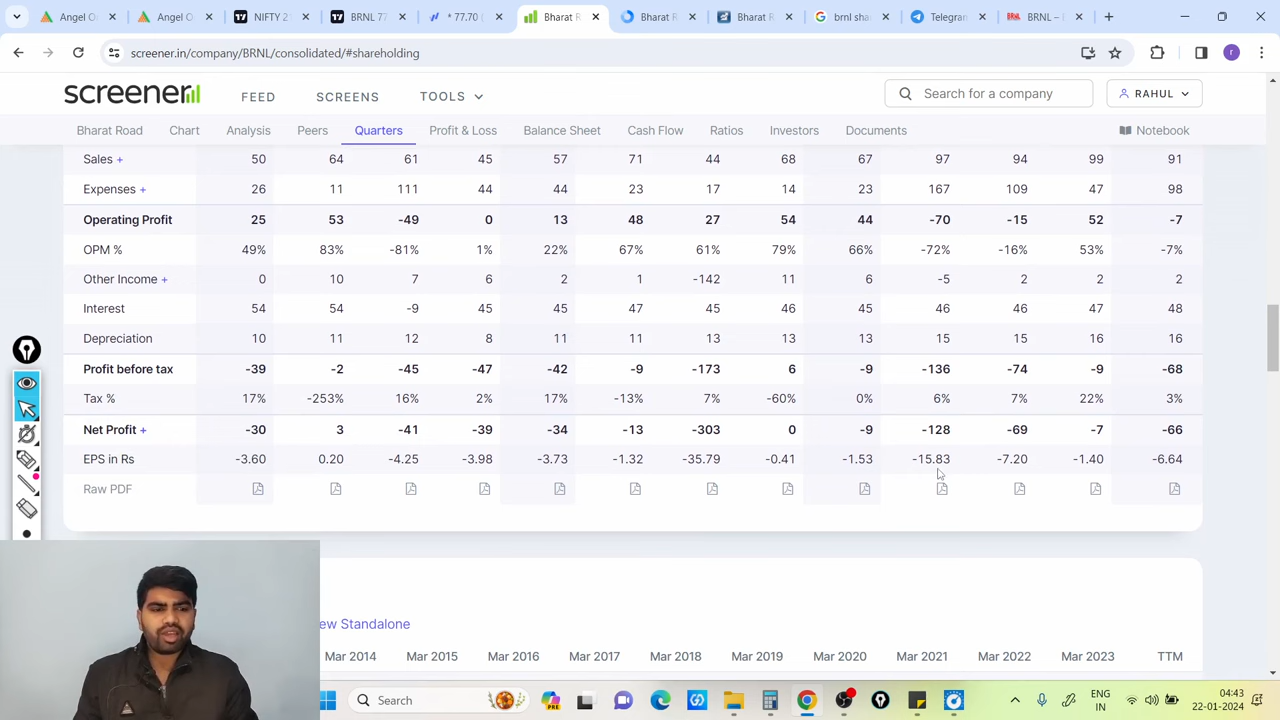 Angel O
Angel O
NIFTY 2
BRNL 77
* 77.70
Bharat R
Bharat R
Bharat
brnl sha
Telegram
BRNL –
screener.in/company/BRNL/consolidated/#shareholding
screener
FEED
SCREENS
TOOLS
Search for a company
RAHUL
Bharat Road Chart Analysis Peers Quarters Profit & Loss Balance Sheet Cash Flow Ratios Investors Documents Notebook
Sales + 50 64 61 45 57 71 44 68 67 97 94 99 91
Expenses + 26 11 111 44 44 23 17 14 23 167 109 47 98
Operating Profit 25 53 -49 0 13 48 27 54 44 -70 -15 52 -7
OPM % 49% 83% -81% 1% 22% 67% 61% 79% 66% -72% -16% 53% -7%
Other Income + 0 10 7 6 2 1 -142 11 6 -5 2 2 2
Interest 54 54 -9 45 45 47 45 46 45 46 46 47 48
Depreciation 10 11 12 8 11 11 13 13 13 15 15 16 16
Profit before tax -39 -2 -45 -47 -42 -9 -173 6 -9 -136 -74 -9 -68
Tax % 17% -253% 16% 2% 17% -13% 7% -60% 0% 6% 7% 22% 3%
Net Profit + -30 3 -41 -39 -34 -13 -303 0 -9 -128 -69 -7 -66
EPS in Rs -3.60 0.20 -4.25 -3.98 -3.73 -1.32 -35.79 -0.41 -1.53 -15.83 -7.20 -1.40 -6.64
Raw PDF
ew Standalone
Mar 2014 Mar 2015 Mar 2016 Mar 2017 Mar 2018 Mar 2019 Mar 2020 Mar 2021 Mar 2022 Mar 2023 TTM
Search
ENG
IN
04:43
22-01-2024